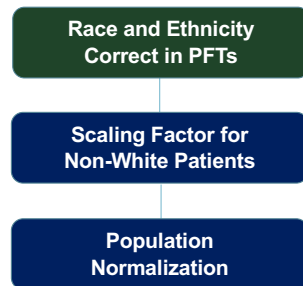 Race and Ethnicity
Correct in PFTs
Scaling Factor for
Non-White Patients
Population
Normalization